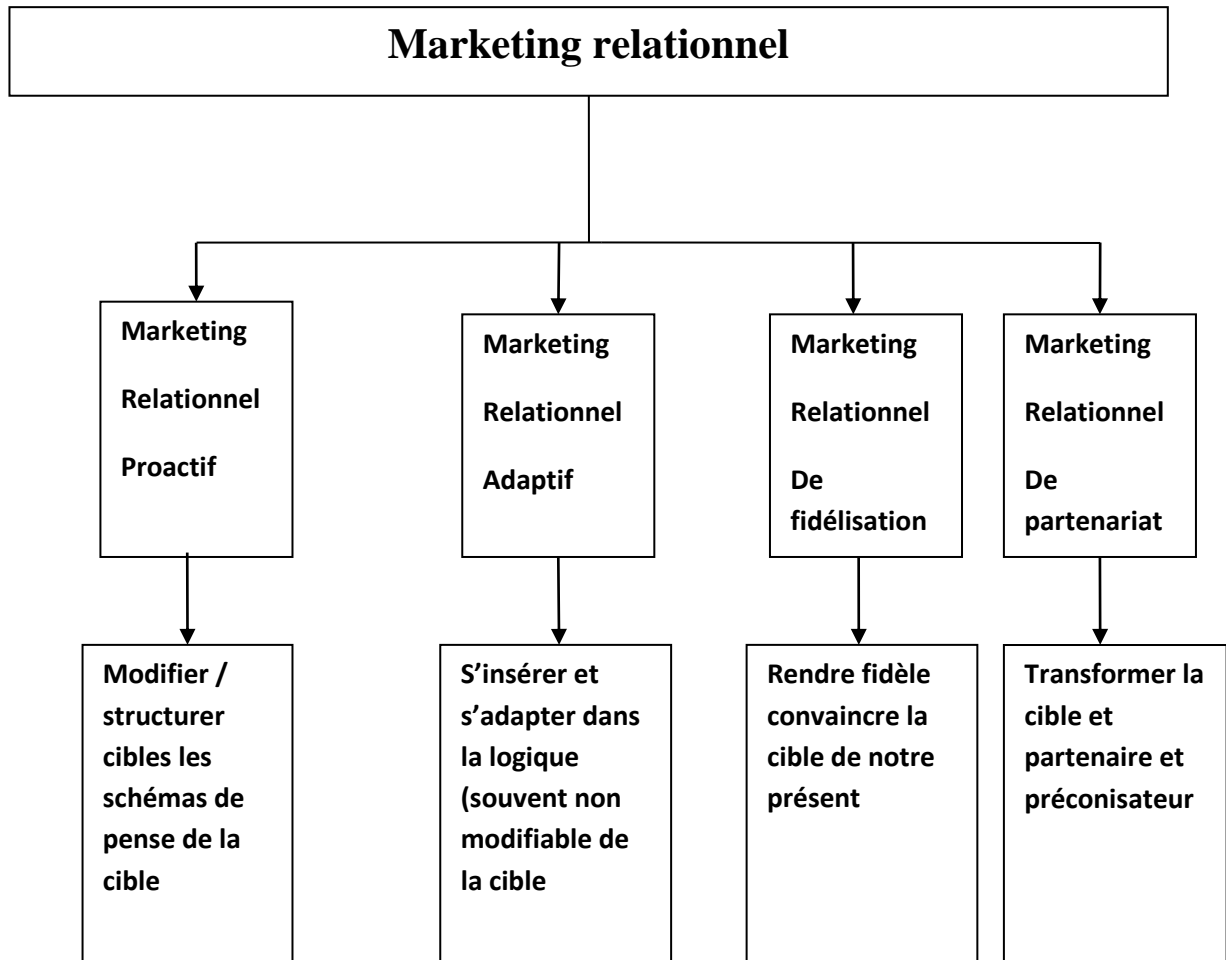 Marketing relationnel
Marketing
Relationnel
Proactif
Marketing
Relationnel
Adaptif
Marketing
Relationnel
De
fidélisation
Marketing
Relationnel
De
partenariat
Modifier /
structurer
cibles les
schémas de
pense de la
cible
S’insérer et
s’adapter dans
la logique
(souvent non
modifiable de
la cible
Rendre fidèle
convaincre la
cible de notre
présent
Transformer la
cible et
partenaire et
préconisateur